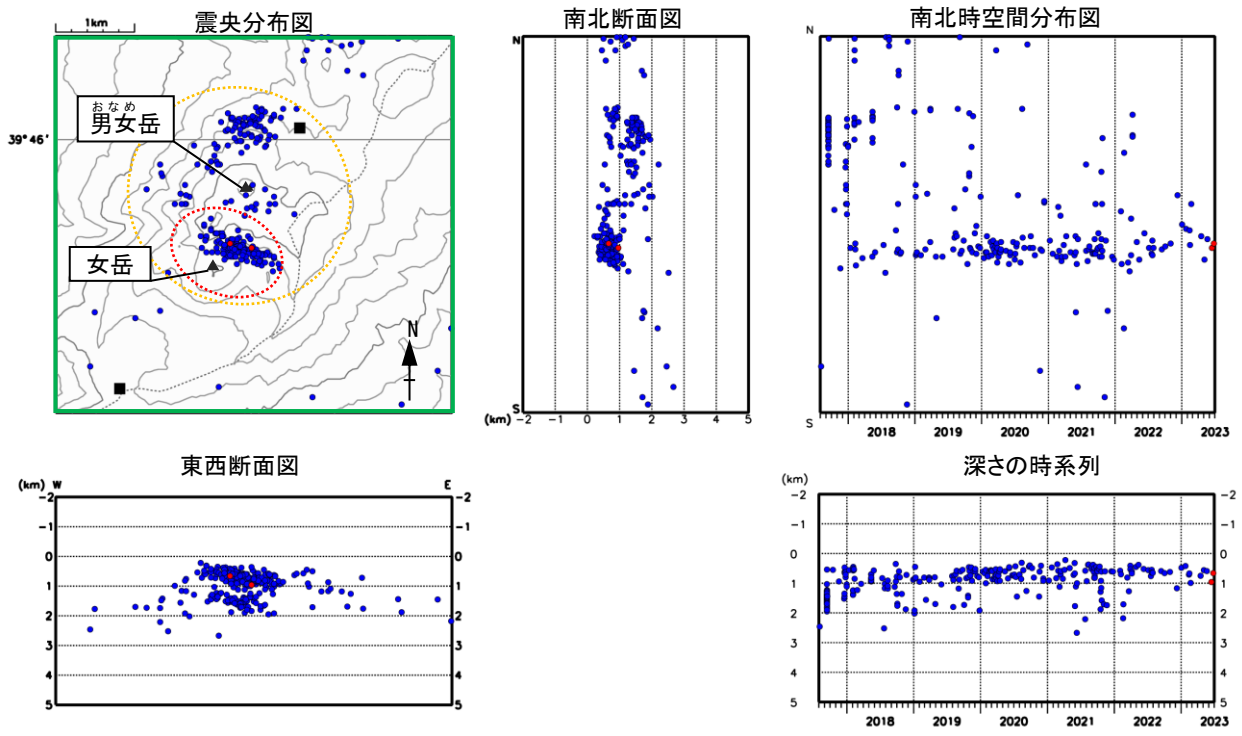 震央分布図
1km
おなめ
男女岳
39°46′
女岳
N
南北断面図
N
S
(km)
-2 -1 0 1 2 3 4 5
南北時空間分布図
N
S
2018 2019 2020 2021 2022 2023
東西断面図
(km) W E
-2 -2
-1 -1
0 0
1 1
2 2
3 3
4 4
5 5
深さの時系列
(km)
-2 -2
-1 -1
0 0
1 1
2 2
3 3
4 4
5 5
2018 2019 2020 2021 2022 2023